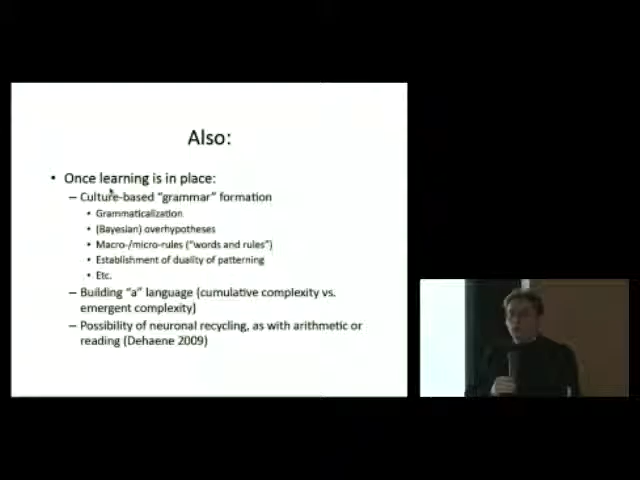 Also:
• Once learning is in place:
– Culture-based "grammar" formation
• Grammaticalization
• (Bayesian) overhypotheses
• Macro-/micro-rules ("words and rules")
• Establishment of duality of patterning
• Etc.
– Building "a" language (cumulative complexity vs.
emergent complexity)
– Possibility of neuronal recycling, as with arithmetic or
reading (Dehaene 2009)